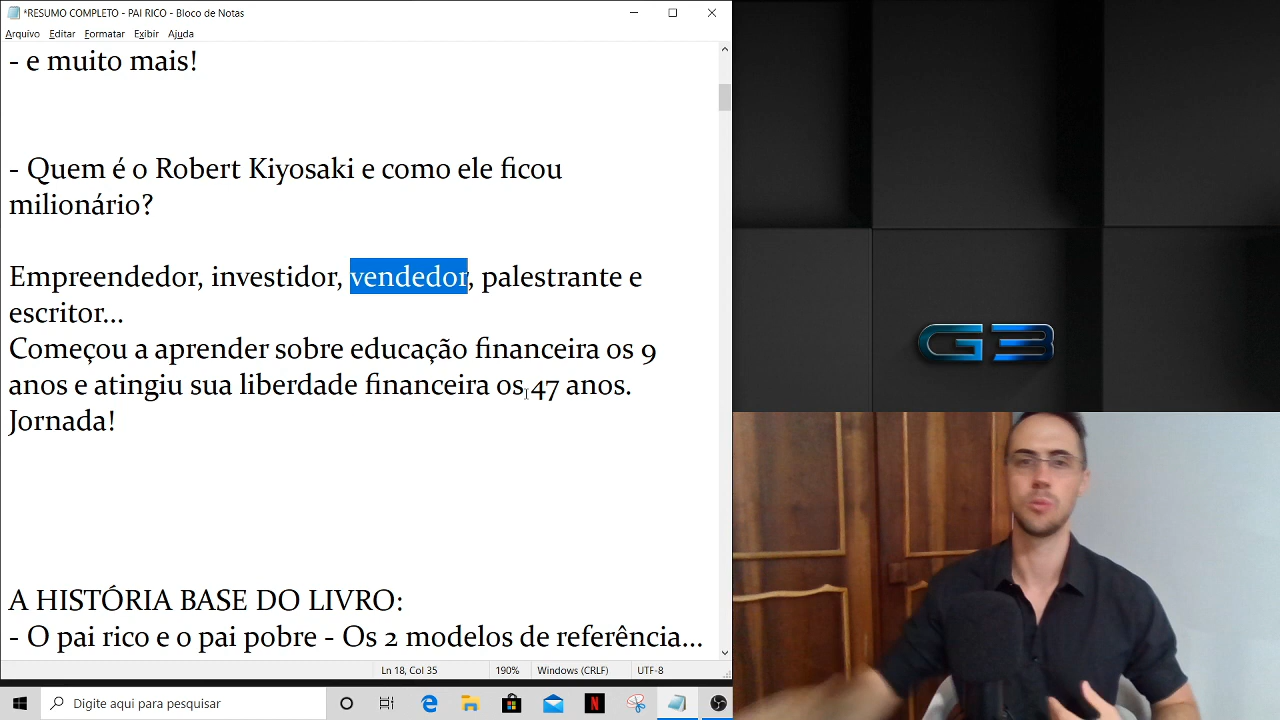 *RESUMO COMPLETO - PAI RICO - Bloco de Notas
Arquivo Editar Formatar Exibir Ajuda
- e muito mais!
- Quem é o Robert Kiyosaki e como ele ficou
milionário?
Empreendedor, investidor, vendedor, palestrante e
escritor...
Começou a aprender sobre educação financeira os 9
anos e atingiu sua liberdade financeira os 47 anos.
Jornada!
A HISTÓRIA BASE DO LIVRO:
- O pai rico e o pai pobre - Os 2 modelos de referência...
Ln 18, Col 35 190% Windows (CRLF) UTF-8
Digite aqui para pesquisar
G3